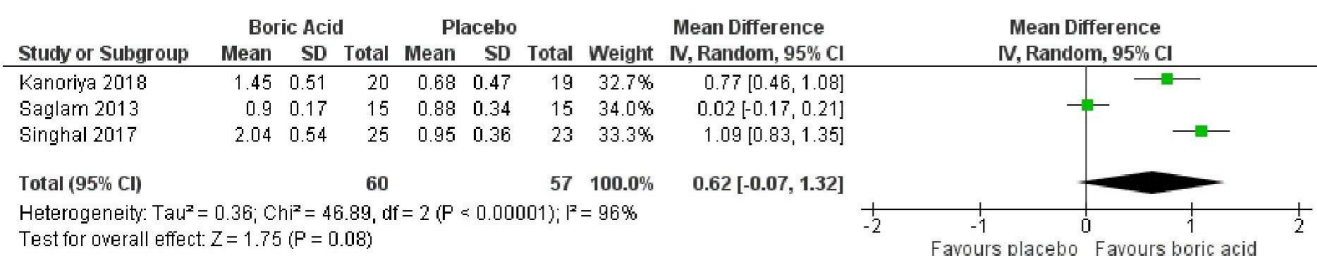 Boric Acid Placebo Mean Difference Mean Difference
Study or Subgroup Mean SD Total Mean SD Total Weight IV, Random, 95% CI IV, Random, 95% CI
Kanoriya 2018 1.45 0.51 20 0.68 0.47 19 32.7% 0.77 [0.46, 1.08]
Saglam 2013 0.9 0.17 15 0.88 0.34 15 34.0% 0.02 [-0.17, 0.21]
Singhal 2017 2.04 0.54 25 0.95 0.36 23 33.3% 1.09 [0.83, 1.35]
Total (95% CI) 60 57 100.0% 0.62 [-0.07, 1.32]
Heterogeneity: Tau² = 0.36; Chi² = 46.89, df = 2 (P < 0.00001); I² = 96%
Test for overall effect: Z = 1.75 (P = 0.08)
-2 -1 0 1 2
Favours placebo Favours boric acid